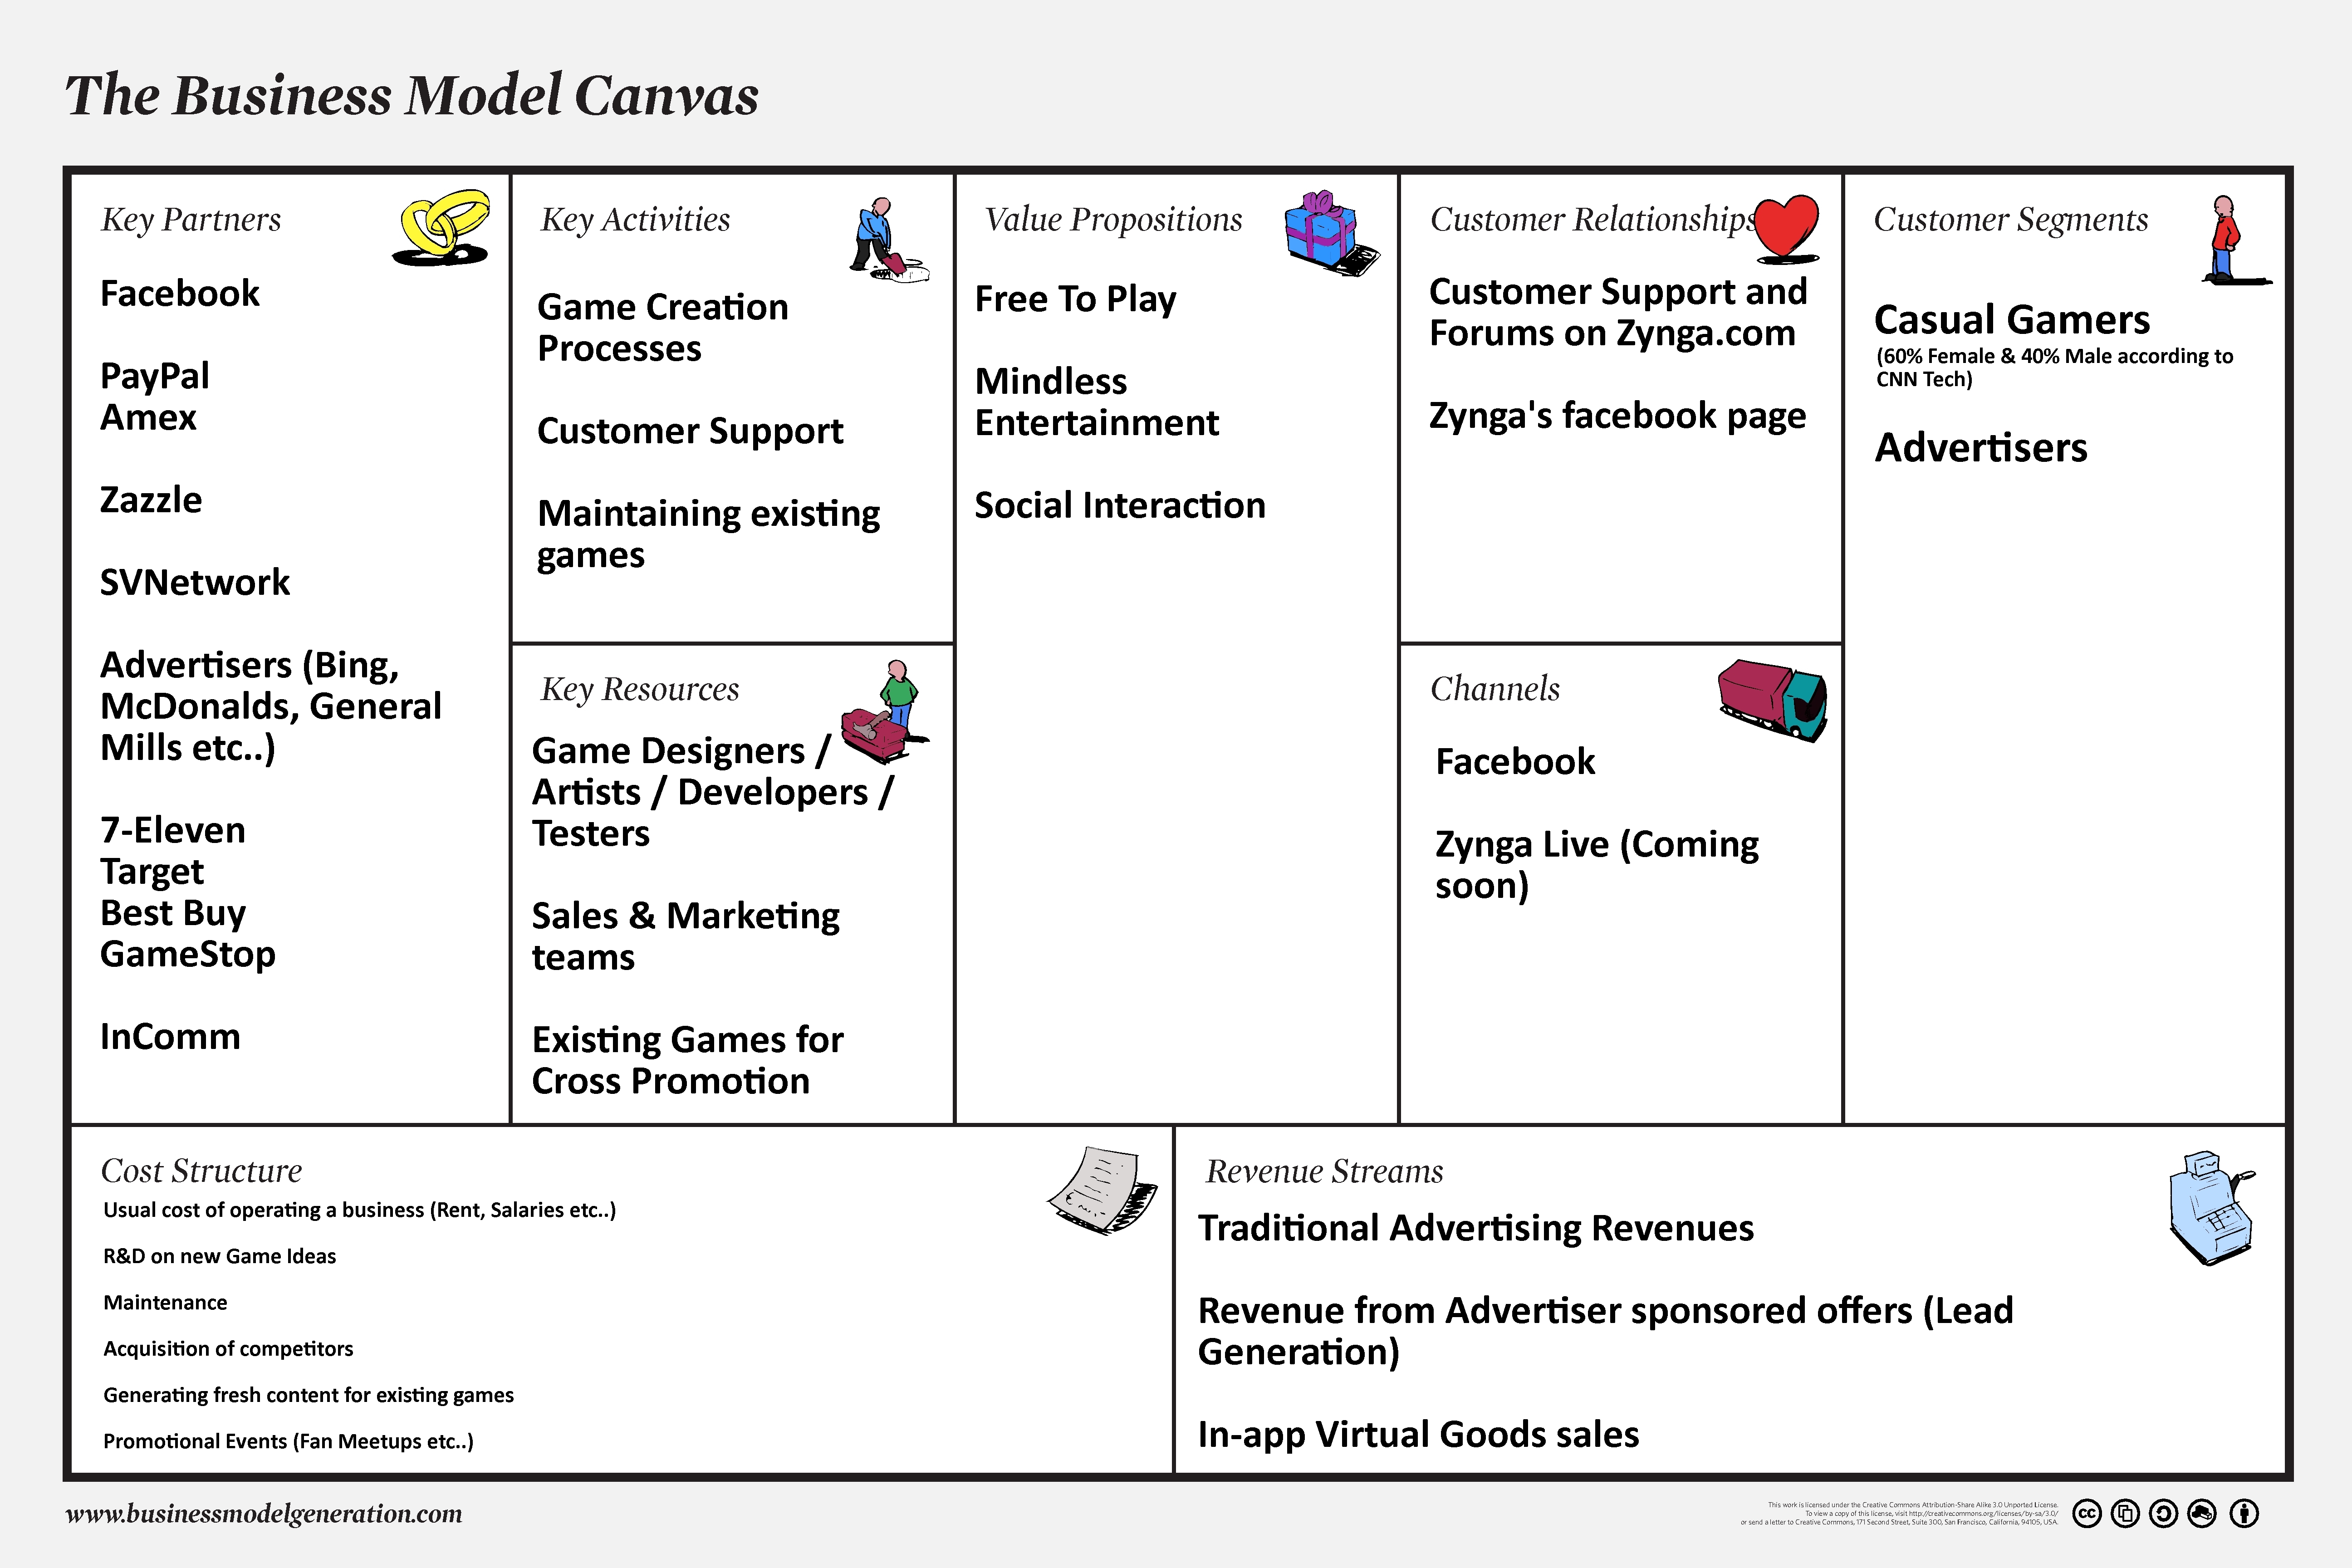 The Business Model Canvas
Key Partners
Facebook
PayPal
Amex
Zazzle
SVNetwork
Advertisers (Bing,
McDonalds, General
Mills etc..)
7-Eleven
Target
Best Buy
GameStop
InComm
Key Activities
Game Creation
Processes
Customer Support
Maintaining existing
games
Key Resources
Game Designers /
Artists / Developers /
Testers
Sales & Marketing
teams
Existing Games for
Cross Promotion
Value Propositions
Free To Play
Mindless
Entertainment
Social Interaction
Customer Relationships
Customer Support and
Forums on Zynga.com
Zynga's facebook page
Channels
Facebook
Zynga Live (Coming
soon)
Customer Segments
Casual Gamers
(60% Female & 40% Male according to
CNN Tech)
Advertisers
Cost Structure
Usual cost of operating a business (Rent, Salaries etc..)
R&D on new Game Ideas
Maintenance
Acquisition of competitors
Generating fresh content for existing games
Promotional Events (Fan Meetups etc..)
Revenue Streams
Traditional Advertising Revenues
Revenue from Advertiser sponsored offers (Lead
Generation)
In-app Virtual Goods sales
www.businessmodelgeneration.com
This work is licensed under the Creative Commons Attribution-Share Alike 3.0 Unported License.
To view a copy of this license, visit http://creativecommons.org/licenses/by-sa/3.0/
or send a letter to Creative Commons, 171 Second Street, Suite 300, San Francisco, California, 94105, USA.
cc